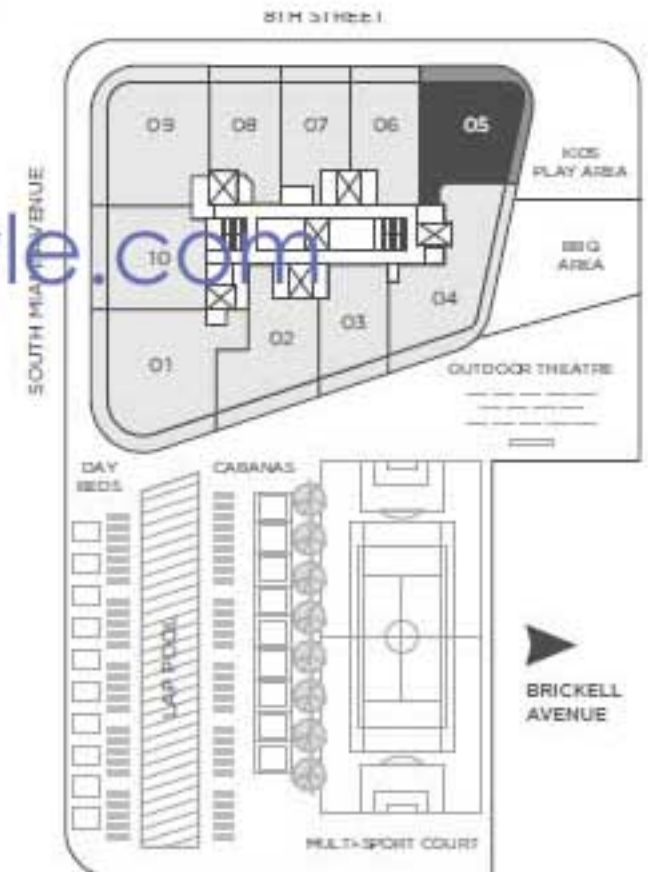 8TH STREET
09
08
07
06
05
KIDS
PLAY AREA
SOUTH MIAMI AVENUE
le.com
10
BBQ
AREA
04
03
02
01
OUTDOOR THEATRE
DAY
BEDS
CABANAS
LAP POOL
BRICKELL
AVENUE
MULTI-SPORT COURT